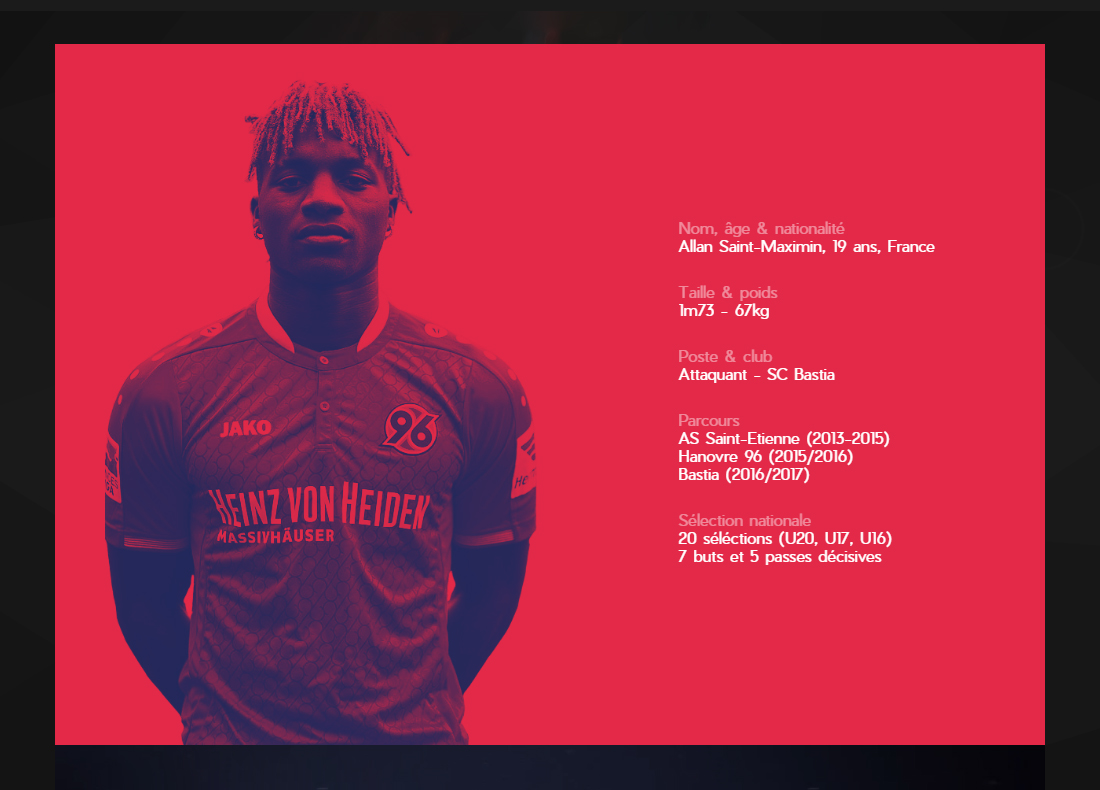 JAKO
96
HEINZ VON HEIDEN
MASSIVHÄUSER
Nom, âge & nationalité
Allan Saint-Maximin, 19 ans, France
Taille & poids
1m73 - 67kg
Poste & club
Attaquant - SC Bastia
Parcours
AS Saint-Etienne (2013-2015)
Hanovre 96 (2015/2016)
Bastia (2016/2017)
Sélection nationale
20 séléctions (U20, U17, U16)
7 buts et 5 passes décisives